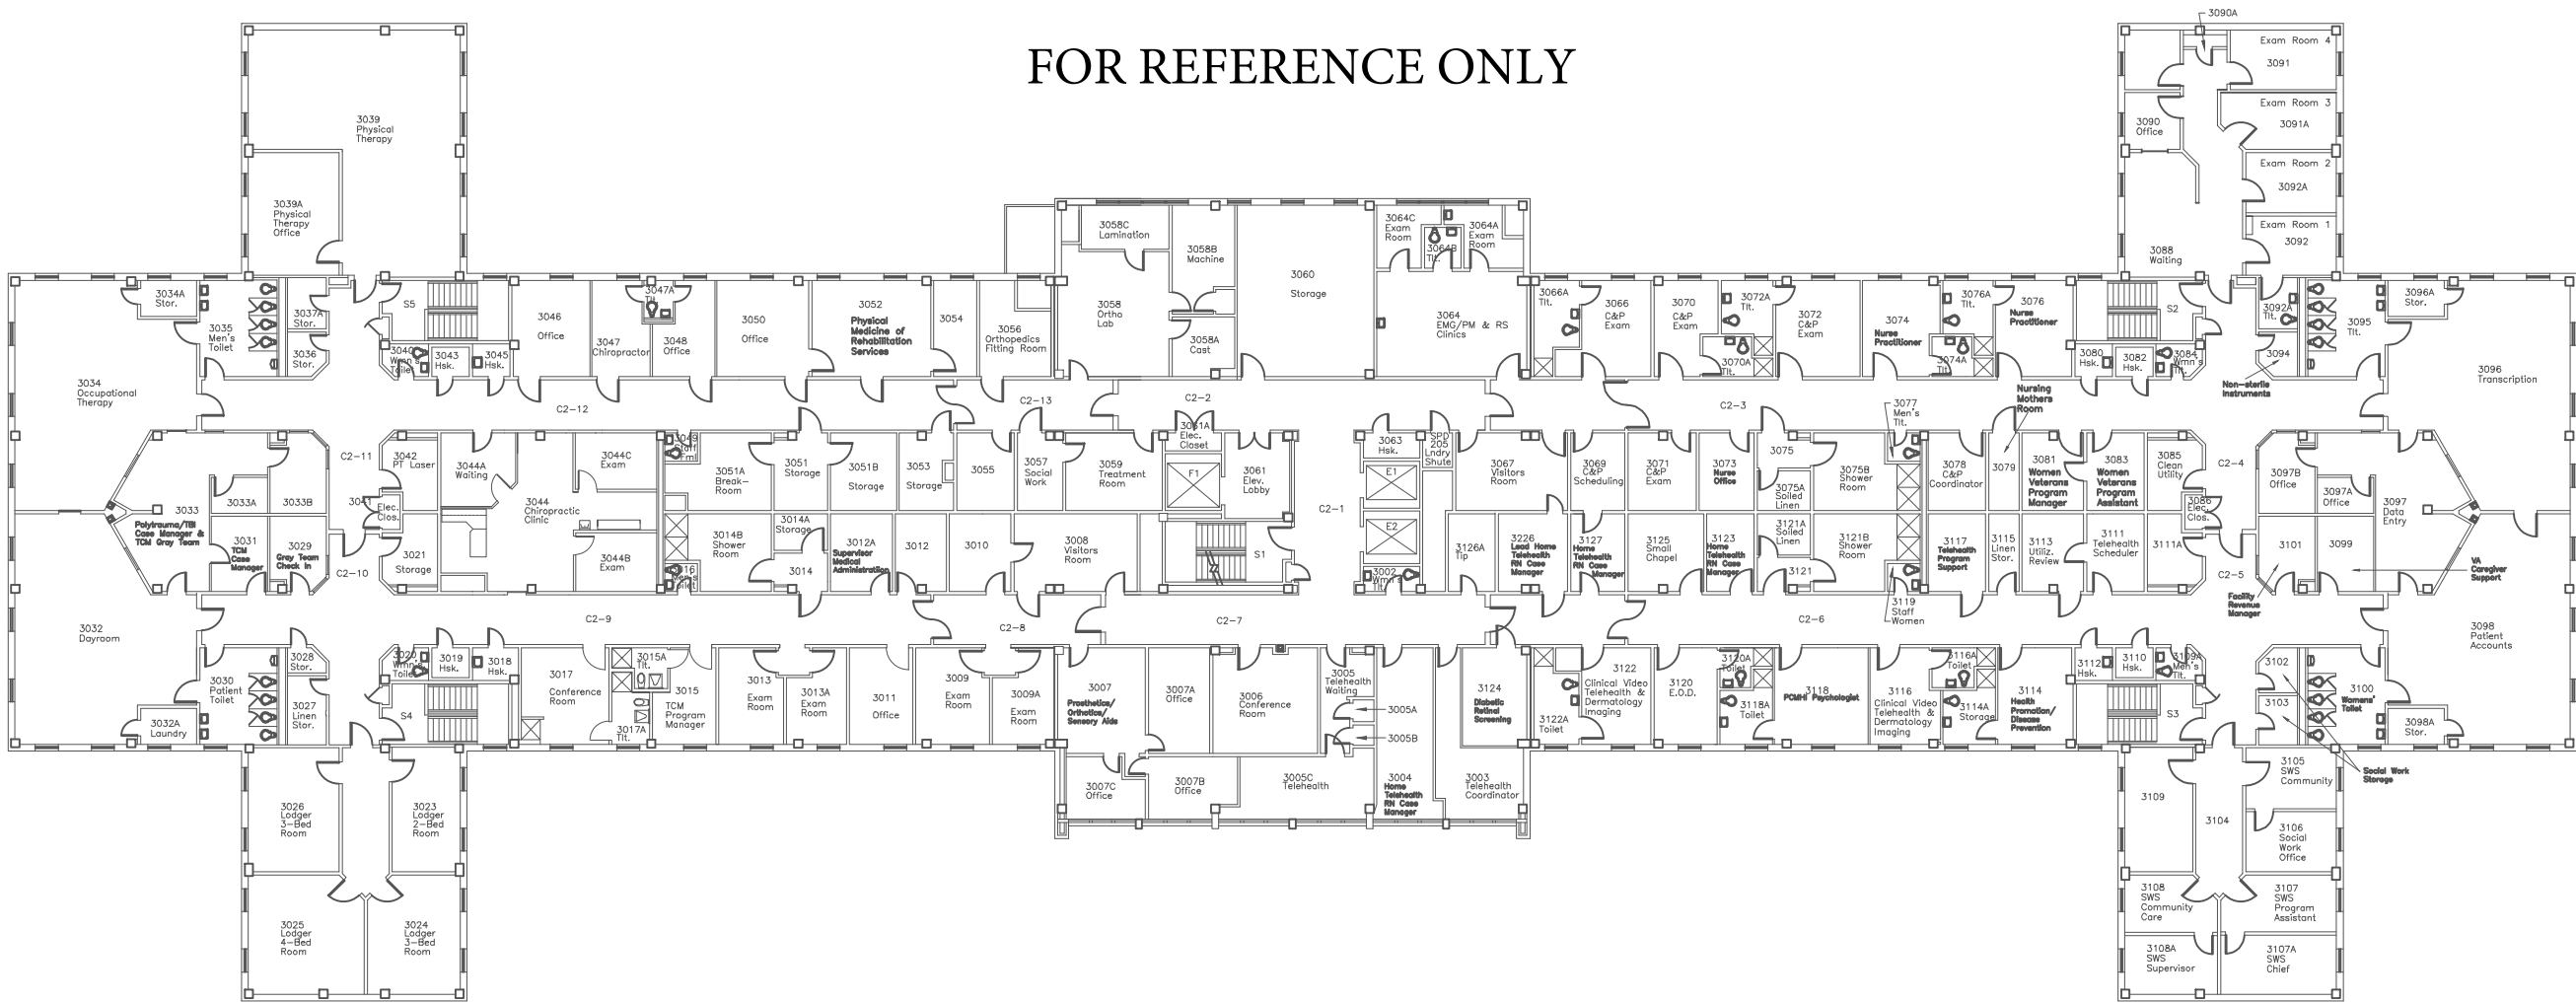 FOR REFERENCE ONLY
3090A
Exam Room 4
3091
3090
Office
Exam Room 3
3091A
Exam Room 2
3092A
Exam Room 1
3092
3088
Waiting
3039
Physical
Therapy
3039A
Physical
Therapy
Office
3058C
Lamination
3058B
Machine
3058
Ortho
Lab
3058A
Cast
3060
Storage
3064C
Exam
Room
3064B
Tlt.
3064A
Exam
Room
3064
EMG/PM & RS
Clinics
3034A
Stor.
3035
Men's
Toilet
3037A
Stor.
3036
Stor.
S5
3040
Wmn's
Toilet
3043
Hsk.
3045
Hsk.
3046
Office
3047
Chiropractor
3047A
Tlt.
3048
Office
3050
Office
3052
Physical
Medicine of
Rehabilitation
Services
3054
3056
Orthopedics
Fitting Room
3066A
Tlt.
3066
C&P
Exam
3070
C&P
Exam
3072A
Tlt.
3070A
Tlt.
3072
C&P
Exam
3074
Nurse
Practitioner
3076A
Tlt.
3074A
Tlt.
3076
Nurse
Practitioner
S2
3080
Hsk.
3082
Hsk.
3084
Wmn's
Tlt.
3092A
Tlt.
3094
Non-sterile
Instruments
3095
Tlt.
3096A
Stor.
3096
Transcription
3034
Occupational
Therapy
C2-12
C2-13
C2-2
C2-3
Nursing
Mothers
Room
3077
Men's
Tlt.
C2-11
3033
Polytrauma/TBI
Case Manager &
TCM Gray Team
3033A
3033B
3031
TCM
Case
Manager
3029
Gray Team
Check In
3041
Elec.
Clos.
3042
PT Laser
3021
Storage
C2-10
3044A
Waiting
3044
Chiropractic
Clinic
3044C
Exam
3044B
Exam
3049
Staff
Fml
3051A
Break-
Room
3051
Storage
3051B
Storage
3053
Storage
3055
3057
Social
Work
3059
Treatment
Room
3061A
Elec.
Closet
F1
3061
Elev.
Lobby
3014B
Shower
Room
3016
Men's
Toilet
3014A
Storage
3014
3012A
Supervisor
Medical
Administration
3012
3010
3008
Visitors
Room
S1
C2-1
3063
Hsk.
SPD
205
Lndry
Shute
E1
E2
3002
Wmn's
Tlt.
3067
Visitors
Room
3069
C&P
Scheduling
3071
C&P
Exam
3073
Nurse
Office
3075
3075A
Soiled
Linen
3075B
Shower
Room
3078
C&P
Coordinator
3079
3081
Women
Veterans
Program
Manager
3083
Women
Veterans
Program
Assistant
3085
Clean
Utility
3086
Elec.
Clos.
C2-4
3097B
Office
3097A
Office
3097
Data
Entry
3126A
Tip
3226
Lead Home
Telehealth
RN Case
Manager
3127
Home
Telehealth
RN Case
Manager
3125
Small
Chapel
3123
Home
Telehealth
RN Case
Manager
3121A
Soiled
Linen
3121
3121B
Shower
Room
3117
Telehealth
Program
Support
3115
Linen
Stor.
3113
Utiliz.
Review
3111
Telehealth
Scheduler
3111A
C2-5
3101
3099
VA
Caregiver
Support
Facility
Revenue
Manager
3119
Staff
Women
3032
Dayroom
C2-9
C2-8
C2-7
C2-6
3098
Patient
Accounts
3030
Patient
Toilet
3032A
Laundry
3028
Stor.
3027
Linen
Stor.
3020
Wmn's
Toilet
3019
Hsk.
3018
Hsk.
S4
3017
Conference
Room
3015A
Tlt.
3017A
Tlt.
3015
TCM
Program
Manager
3013
Exam
Room
3013A
Exam
Room
3011
Office
3009
Exam
Room
3009A
Exam
Room
3007
Prosthetics/
Orthotics/
Sensory Aids
3007A
Office
3006
Conference
Room
3005
Telehealth
Waiting
3005A
3005B
3007C
Office
3007B
Office
3005C
Telehealth
3004
Home
Telehealth
RN Case
Manager
3124
Diabetic
Retinal
Screening
3003
Telehealth
Coordinator
3122A
Toilet
3122
Clinical Video
Telehealth &
Dermatology
Imaging
3120
E.O.D.
3120A
Toilet
3118A
Toilet
3118
PCMHI Psychologist
3116
Clinical Video
Telehealth &
Dermatology
Imaging
3116A
Toilet
3114A
Storage
3114
Health
Promotion/
Disease
Prevention
3112
Hsk.
3110
Hsk.
3109A
Men's
Tlt.
S3
3102
3103
3100
Womens'
Toilet
3098A
Stor.
Social Work
Storage
3026
Lodger
3-Bed
Room
3023
Lodger
2-Bed
Room
3025
Lodger
4-Bed
Room
3024
Lodger
3-Bed
Room
3109
3104
3105
SWS
Community
3106
Social
Work
Office
3108
SWS
Community
Care
3107
SWS
Program
Assistant
3108A
SWS
Supervisor
3107A
SWS
Chief